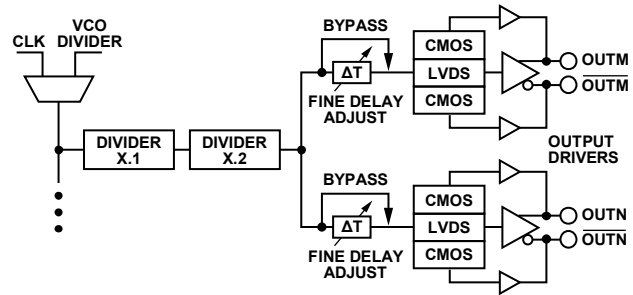 CLK
VCO
DIVIDER
DIVIDER
X.1
DIVIDER
X.2
BYPASS
ΔT
FINE DELAY
ADJUST
CMOS
LVDS
CMOS
OUTM
OUTM
OUTPUT
DRIVERS
BYPASS
ΔT
FINE DELAY
ADJUST
CMOS
LVDS
CMOS
OUTN
OUTN